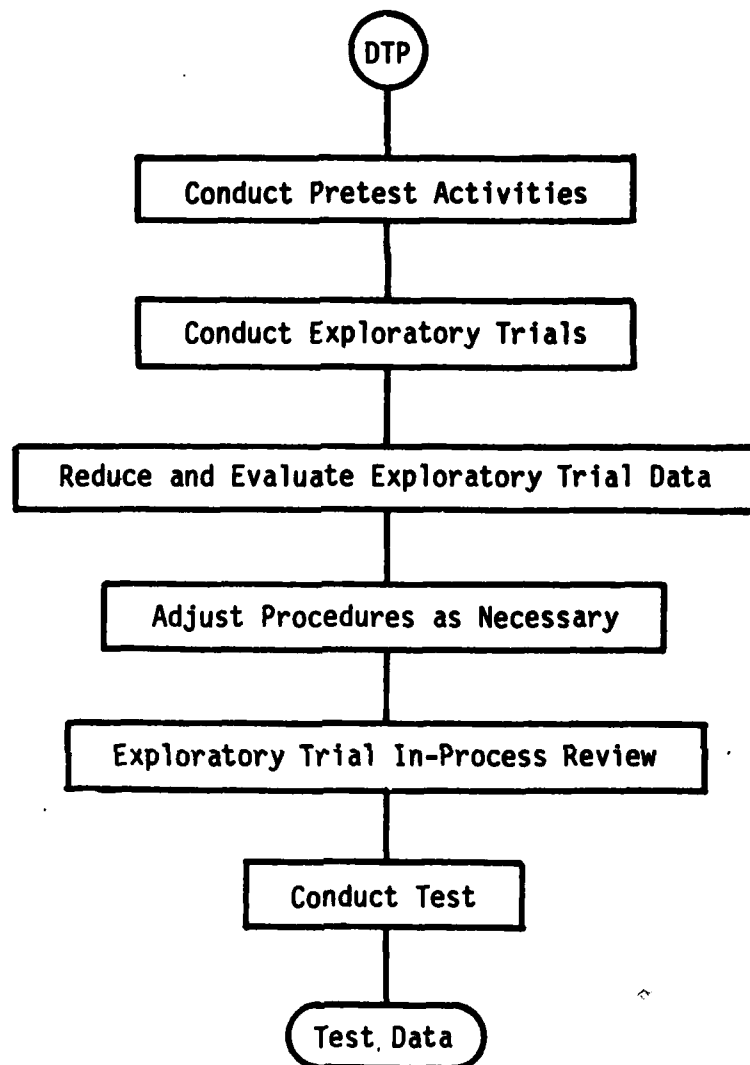 DTP
Conduct Pretest Activities
Conduct Exploratory Trials
Reduce and Evaluate Exploratory Trial Data
Adjust Procedures as Necessary
Exploratory Trial In-Process Review
Conduct Test
Test Data